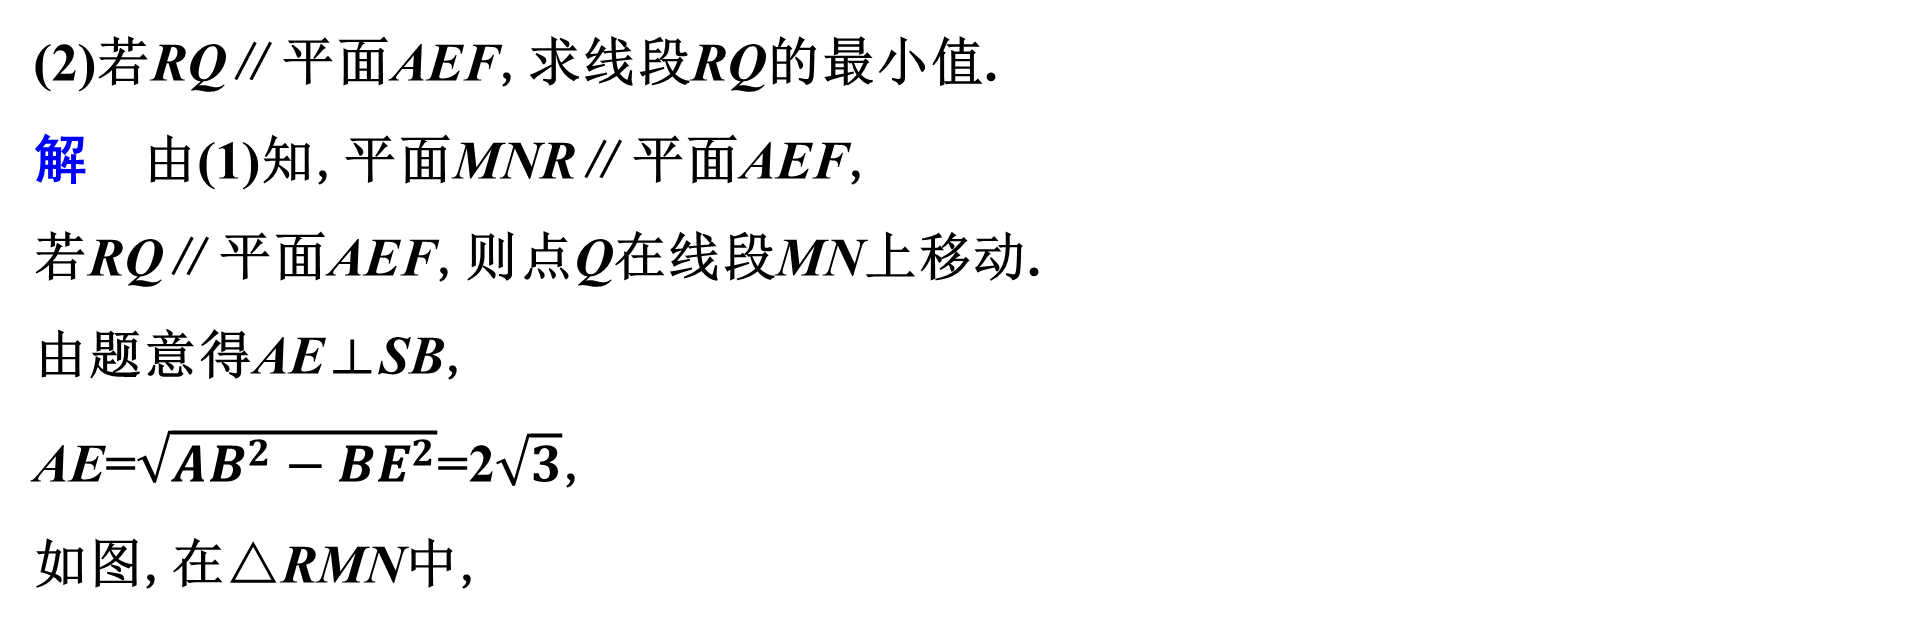 (2)若RQ∥平面AEF,求线段RQ的最小值.
解 由(1)知,平面MNR∥平面AEF,
若RQ∥平面AEF,则点Q在线段MN上移动.
由题意得AE⊥SB,
AE=√(AB² − BE²)=2√3,
如图,在△RMN中,